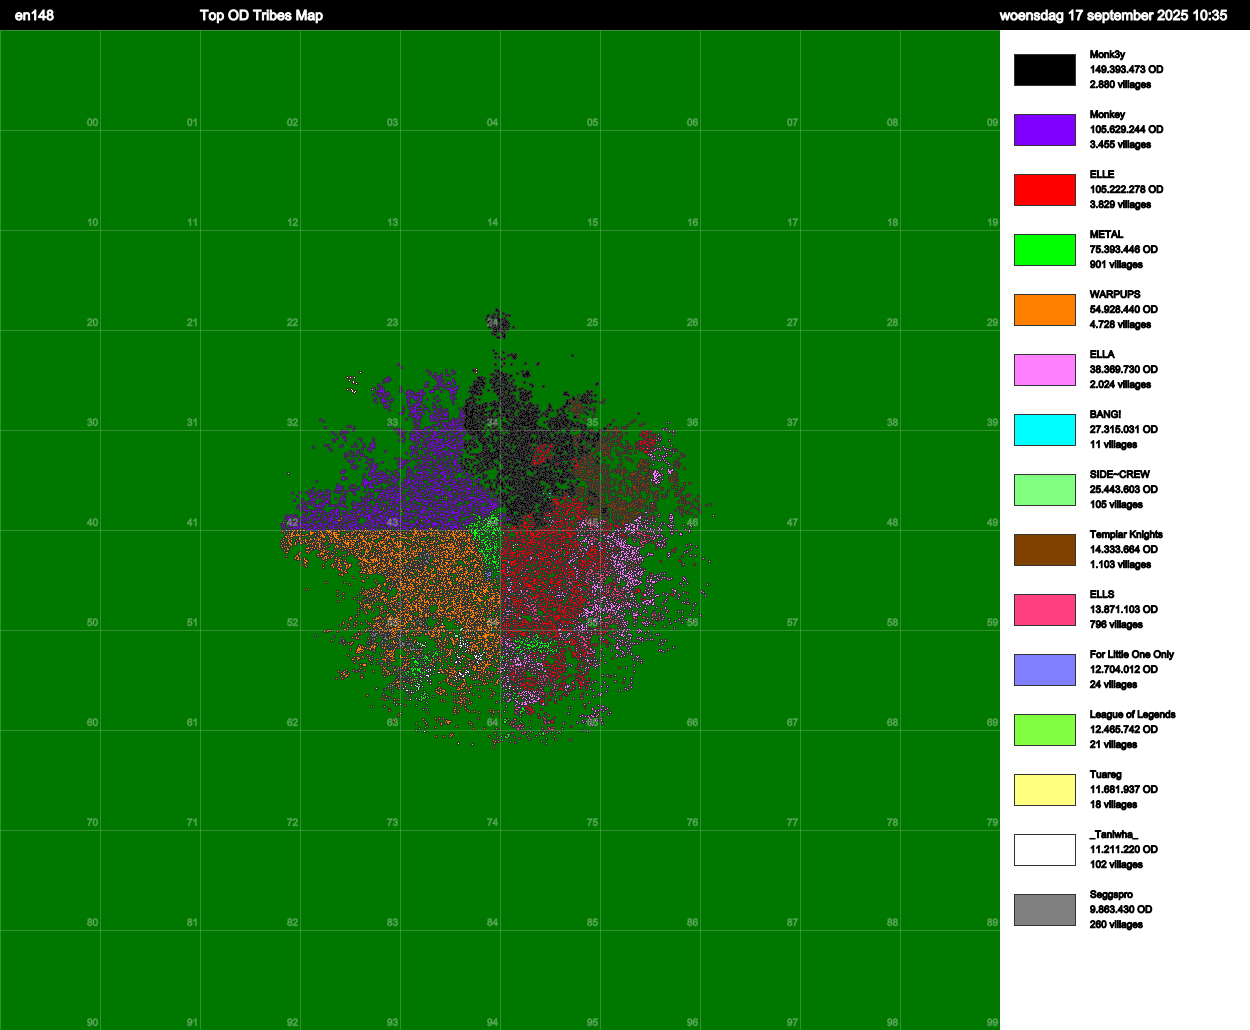 en148 Top OD Tribes Map woensdag 17 september 2025 10:35
Monk3y
149.393.473 OD
2.880 villages
Monkey
105.629.244 OD
3.455 villages
ELLE
105.222.278 OD
3.829 villages
METAL
75.393.446 OD
901 villages
WARPUPS
54.928.440 OD
4.728 villages
ELLA
38.369.730 OD
2.024 villages
BANG!
27.315.031 OD
11 villages
SIDE~CREW
25.443.603 OD
105 villages
Templar Knights
14.333.664 OD
1.103 villages
ELLS
13.871.103 OD
796 villages
For Little One Only
12.704.012 OD
24 villages
League of Legends
12.465.742 OD
21 villages
Tuareg
11.681.937 OD
18 villages
_Taniwha_
11.211.220 OD
102 villages
Seggspro
9.863.430 OD
260 villages
00 01 02 03 04 05 06 07 08 09
10 11 12 13 14 15 16 17 18 19
20 21 22 23 25 26 27 28 29
30 31 32 33 34 35 36 37 38 39
40 41 42 43 45 46 47 48 49
50 51 52 53 54 55 56 57 58 59
60 61 62 63 64 65 66 67 68 69
70 71 72 73 74 75 76 77 78 79
80 81 82 83 84 85 86 87 88 89
90 91 92 93 94 95 96 97 98 99